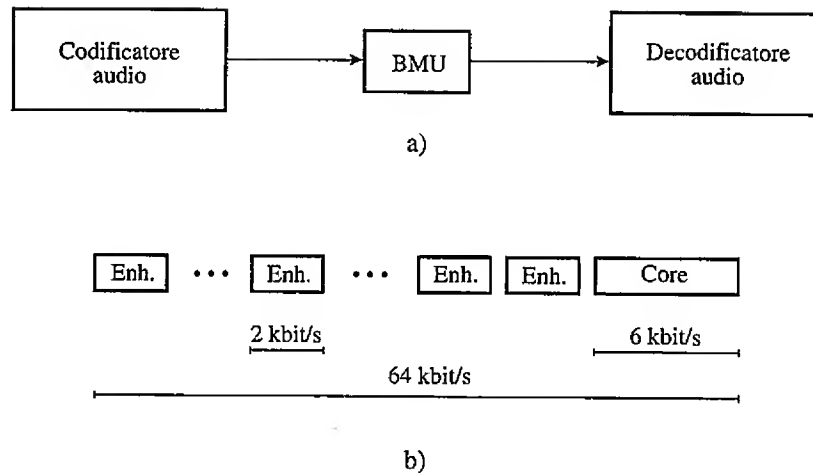 Codificatore
audio
BMU
Decodificatore
audio
a)
Enh. ••• Enh. ••• Enh. Enh. Core
2 kbit/s
6 kbit/s
64 kbit/s
b)